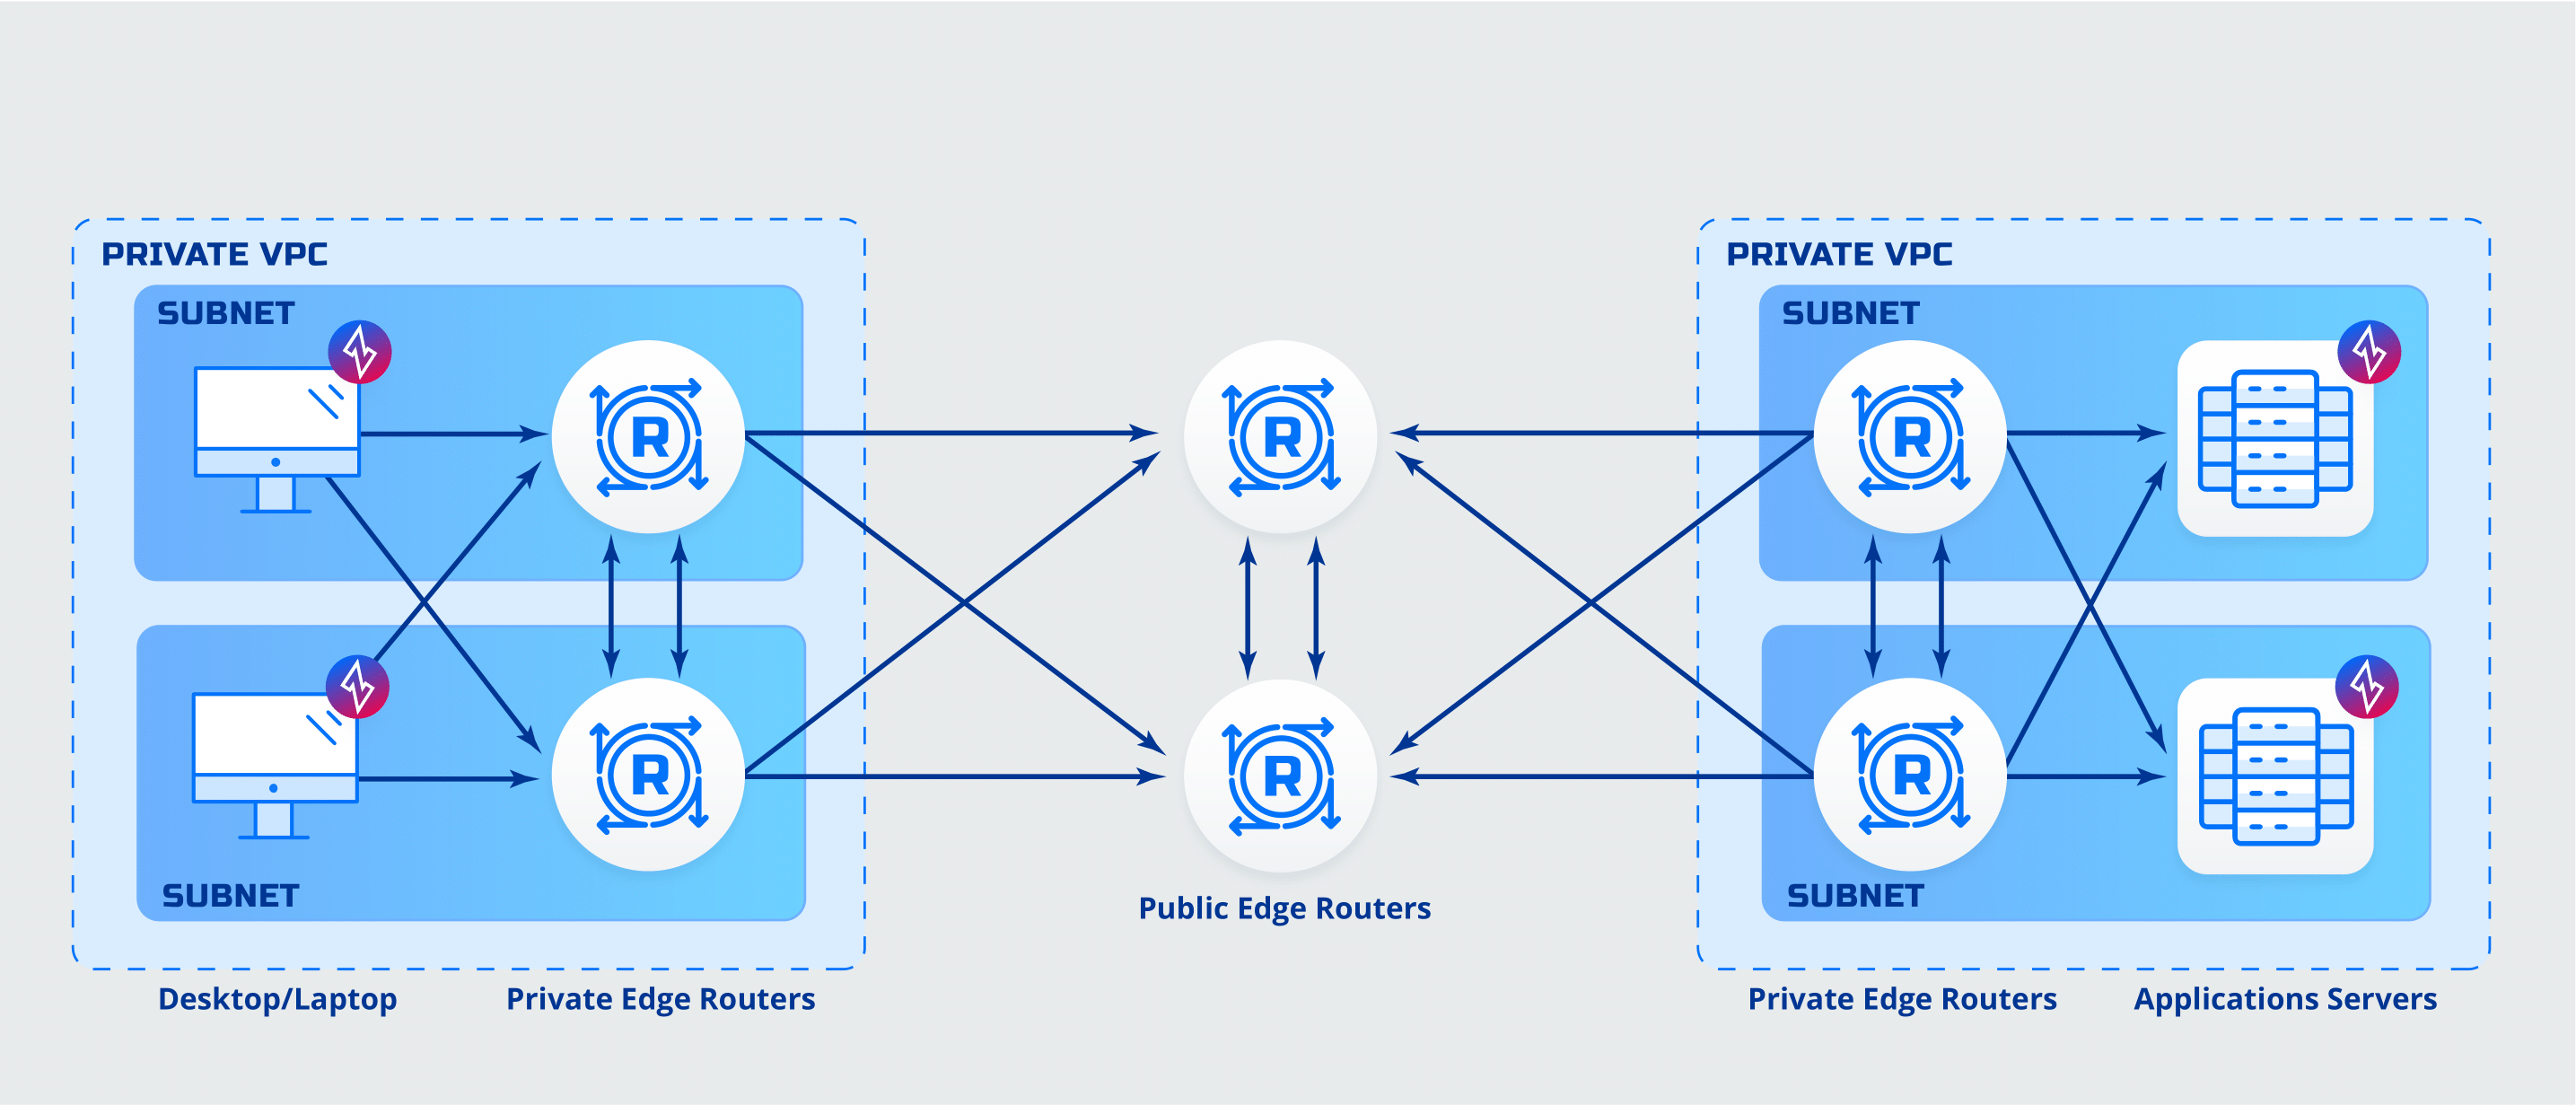 PRIVATE VPC
SUBNET
R
R
SUBNET
Desktop/Laptop
Private Edge Routers
R
R
Public Edge Routers
PRIVATE VPC
SUBNET
R
R
SUBNET
Private Edge Routers
Applications Servers